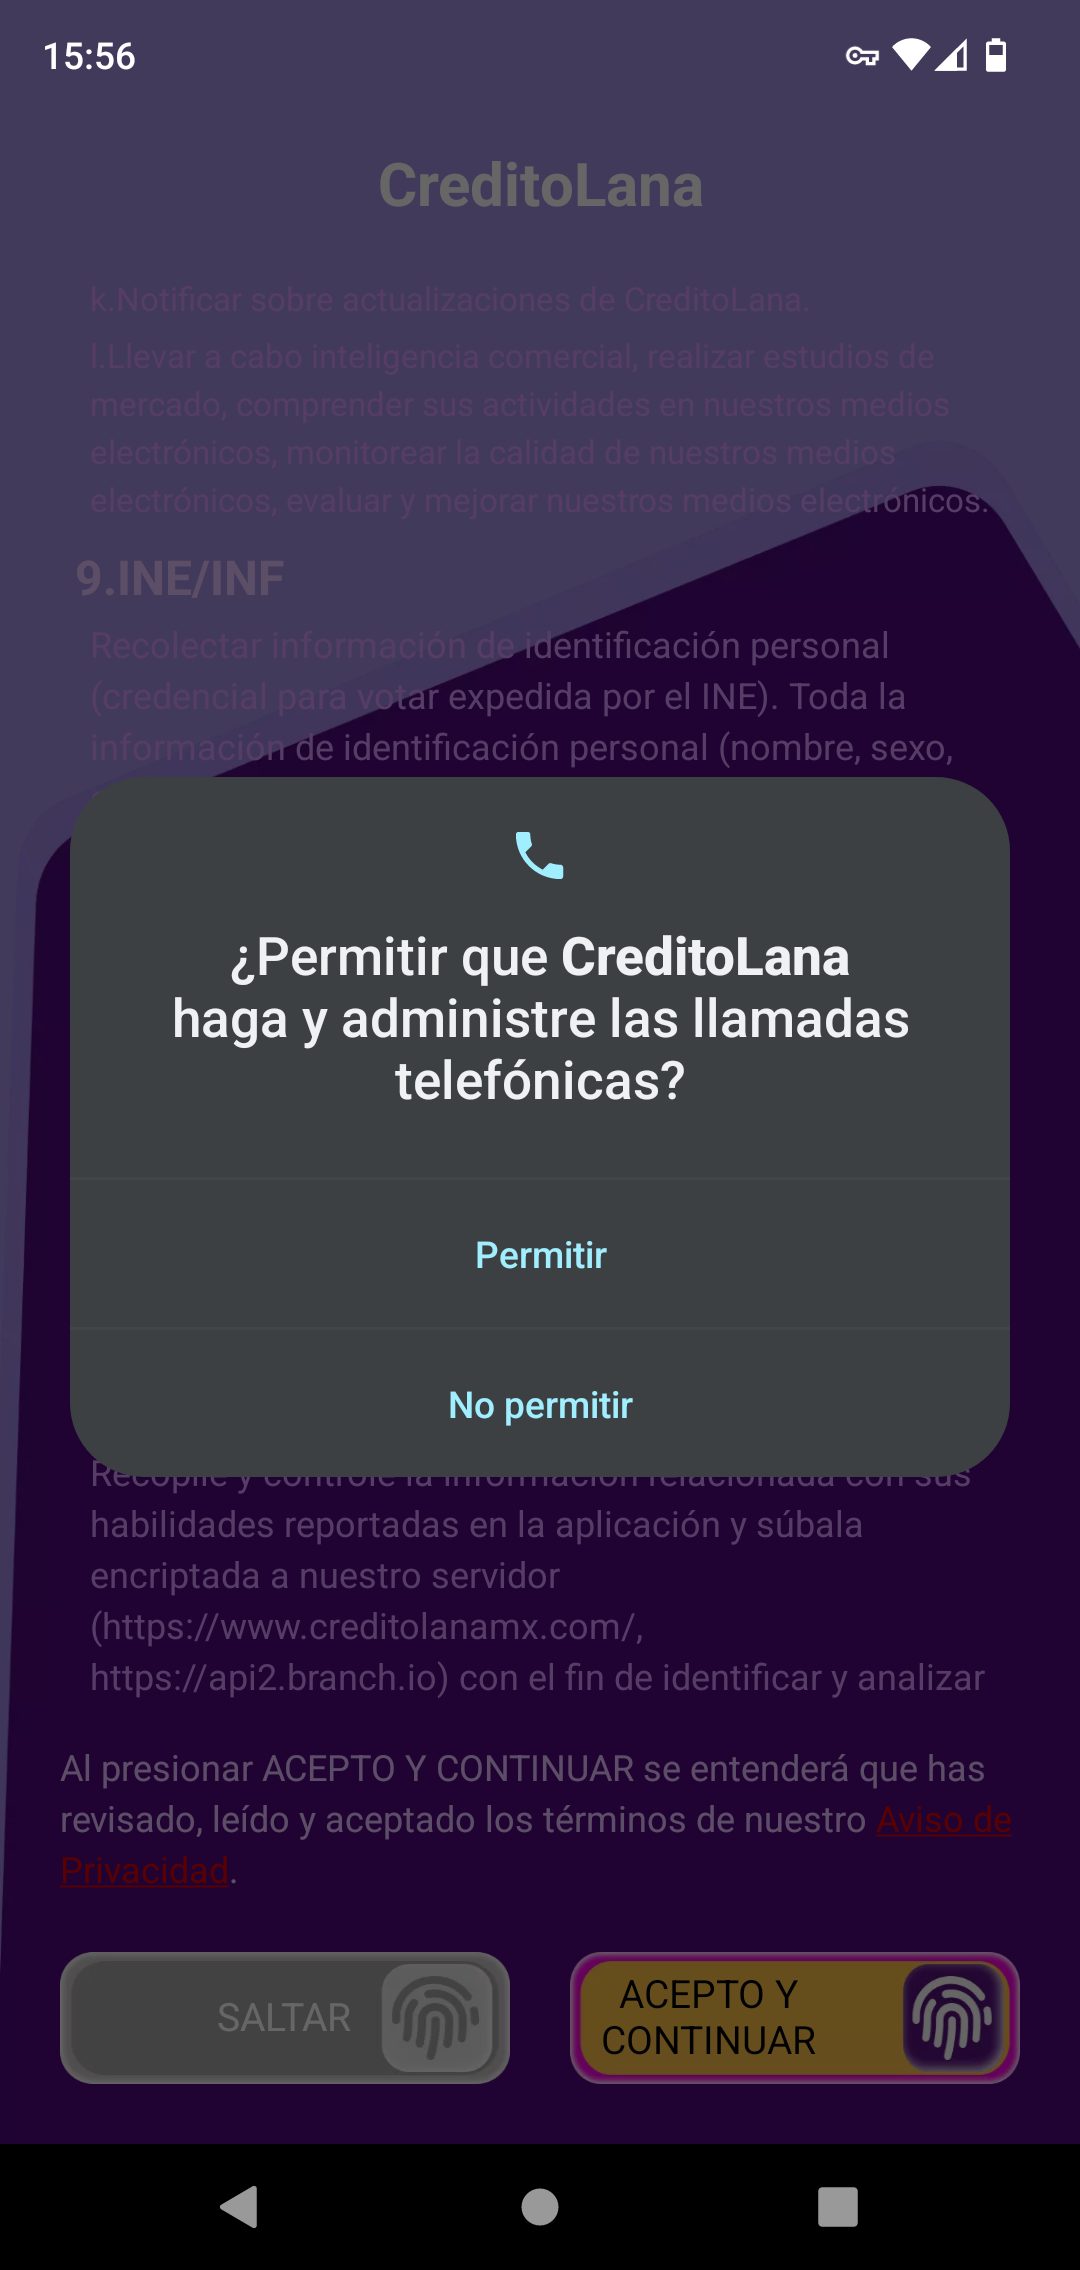 15:56
CreditoLana
k.Notificar sobre actualizaciones de CreditoLana.
l.Llevar a cabo inteligencia comercial, realizar estudios de
mercado, comprender sus actividades en nuestros medios
electrónicos, monitorear la calidad de nuestros medios
electrónicos, evaluar y mejorar nuestros medios electrónicos.
9.INE/INF
Recolectar información de identificación personal
(credencial para votar expedida por el INE). Toda la
información de identificación personal (nombre, sexo,
¿Permitir que CreditoLana
haga y administre las llamadas
telefónicas?
Permitir
No permitir
Recopile y controle la información relacionada con sus
habilidades reportadas en la aplicación y súbala
encriptada a nuestro servidor
(https://www.creditolanamx.com/,
https://api2.branch.io) con el fin de identificar y analizar
Al presionar ACEPTO Y CONTINUAR se entenderá que has
revisado, leído y aceptado los términos de nuestro Aviso de
Privacidad.
SALTAR
ACEPTO Y
CONTINUAR